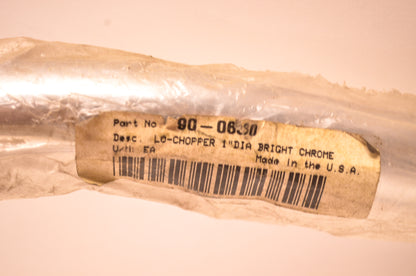 Part No 90-0630
Desc. LO-CHOPPER 1"DIA BRIGHT CHROME
U/M: EA Made in the U.S.A.